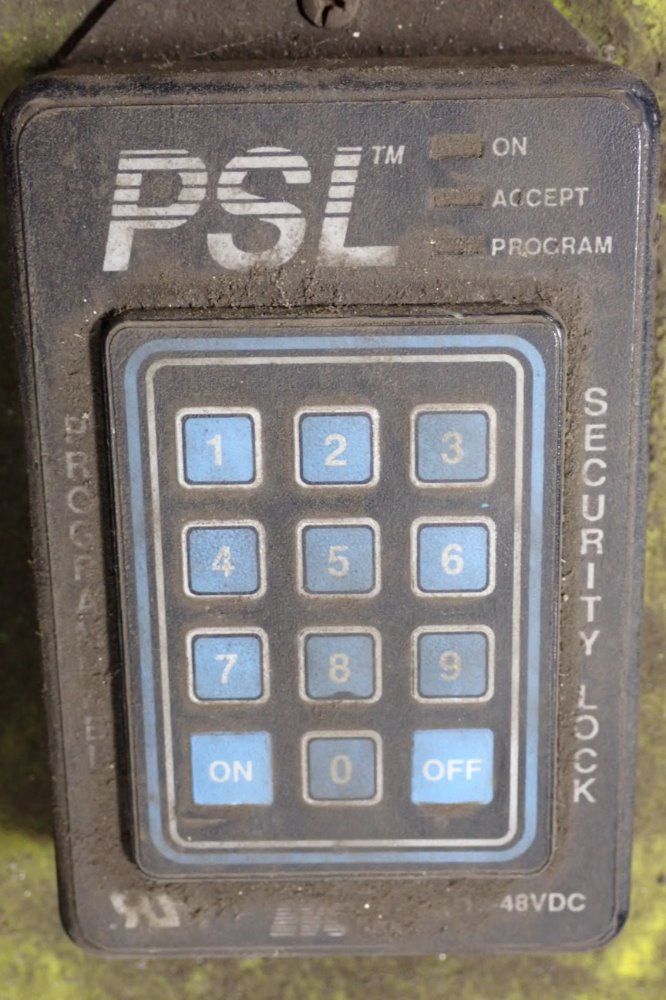 PSL™
ON
ACCEPT
PROGRAM
1 2 3
4 5 6
7 8 9
ON 0 OFF
SECURITY LOCK
48VDC